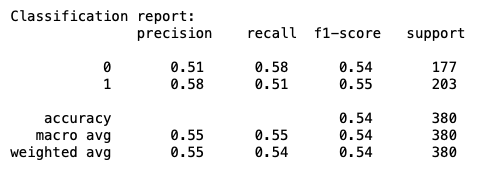 Classification report:
precision recall f1-score support
0 0.51 0.58 0.54 177
1 0.58 0.51 0.55 203
accuracy 0.54 380
macro avg 0.55 0.55 0.54 380
weighted avg 0.55 0.54 0.54 380